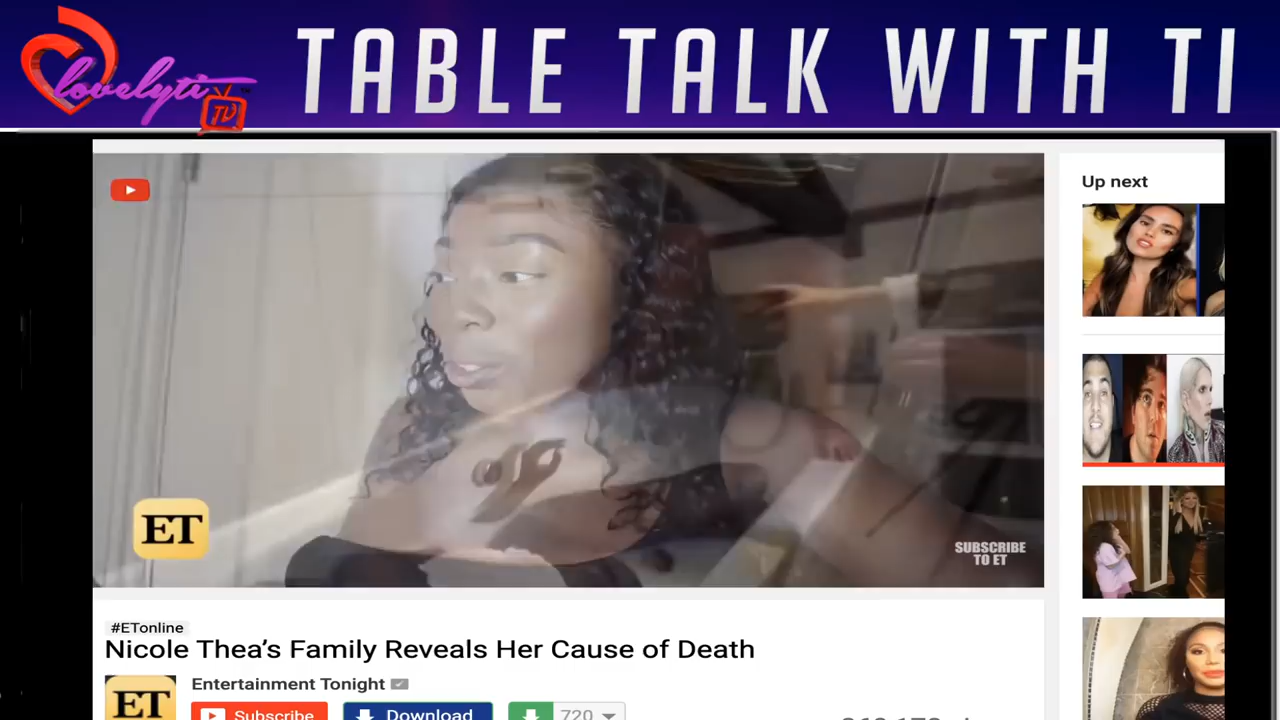 lovelyti
TV
TABLE TALK WITH TI
Up next
ET
SUBSCRIBE
TO ET
#ETonline
Nicole Thea's Family Reveals Her Cause of Death
Entertainment Tonight
ET
Subscribe
Download
720